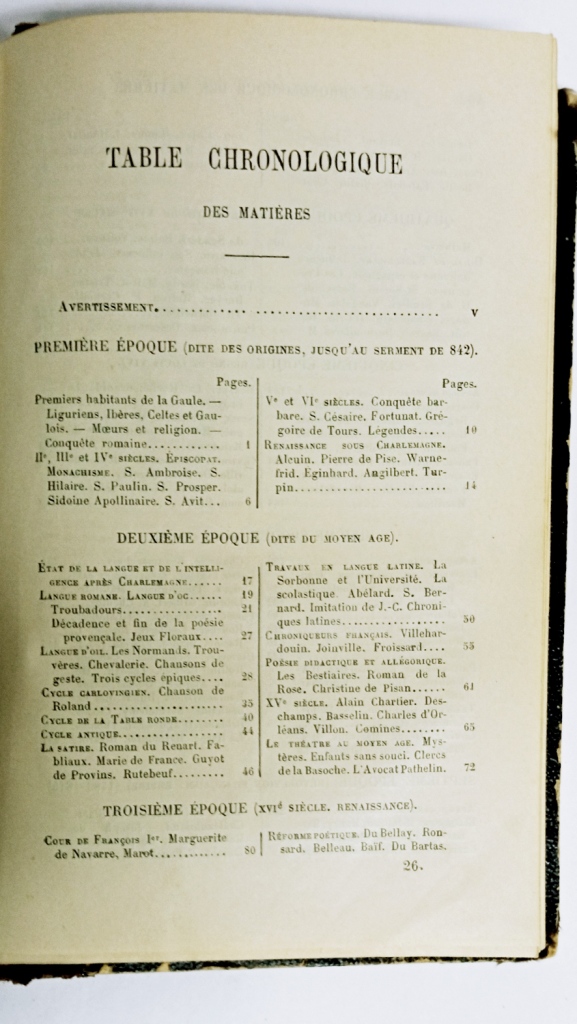 TABLE CHRONOLOGIQUE
DES MATIÈRES
AVERTISSEMENT.............. ............................ V
PREMIÈRE ÉPOQUE (DITE DES ORIGINES, JUSQU'AU SERMENT DE 842).
Pages.
Premiers habitants de la Gaule. —
Liguriens, Ibères, Celtes et Gau-
lois. — Mœurs et religion. —
Conquête romaine........... 1
IIe, IIIe et IVe SIÈCLES. ÉPISCOPAT.
MONACHISME. S. Ambroise. S.
Hilaire. S. Paulin. S. Prosper.
Sidoine Apollinaire. S. Avit... 6
Pages.
Ve et VIe SIÈCLES. Conquête bar-
bare. S. Césaire. Fortunat. Gré-
goire de Tours. Légendes..... 10
RENAISSANCE SOUS CHARLEMAGNE.
Alcuin. Pierre de Pise. Warne-
frid. Eginhard. Angilbert. Tur-
pin........................ 14
DEUXIÈME ÉPOQUE (DITE DU MOYEN AGE).
ÉTAT DE LA LANGUE ET DE L'INTELLI-
GENCE APRÈS CHARLEMAGNE...... 17
LANGUE ROMANE. LANGUE D'OC...... 19
Troubadours................. 21
Décadence et fin de la poésie
provençale. Jeux Floraux.... 27
LANGUE D'OIL. Les Normands. Trou-
vères. Chevalerie. Chansons de
geste. Trois cycles épiques.... 28
CYCLE CARLOVINGIEN. Chanson de
Roland..................... 35
CYCLE DE LA TABLE RONDE........ 40
CYCLE ANTIQUE.................. 44
LA SATIRE. Roman du Renart. Fa-
bliaux. Marie de France. Guyot
de Provins. Rutebeuf......... 46
TRAVAUX EN LANGUE LATINE. La
Sorbonne et l'Université. La
scolastique Abélard. S. Ber-
nard. Imitation de J.-C. Chroni-
ques latines................. 50
CHRONIQUEURS FRANÇAIS. Villehar-
douin. Joinville. Froissard.... 55
POÉSIE DIDACTIQUE ET ALLÉGORIQUE.
Les Bestiaires. Roman de la
Rose. Christine de Pisan...... 61
XVe SIÈCLE. Alain Chartier. Des-
champs. Basselin. Charles d'Or-
léans. Villon. Comines........ 65
LE THÉATRE AU MOYEN AGE. Mys-
tères. Enfants sans souci. Clercs
de la Basoche. L'Avocat Pathelin. 72
TROISIÈME ÉPOQUE (XVIe SIÈCLE. RENAISSANCE).
COUR DE FRANÇOIS Ier. Marguerite
de Navarre, Marot............ 80
RÉFORME POÉTIQUE. Du Bellay. Ron-
sard. Belleau. Baïf. Du Bartas.
26.